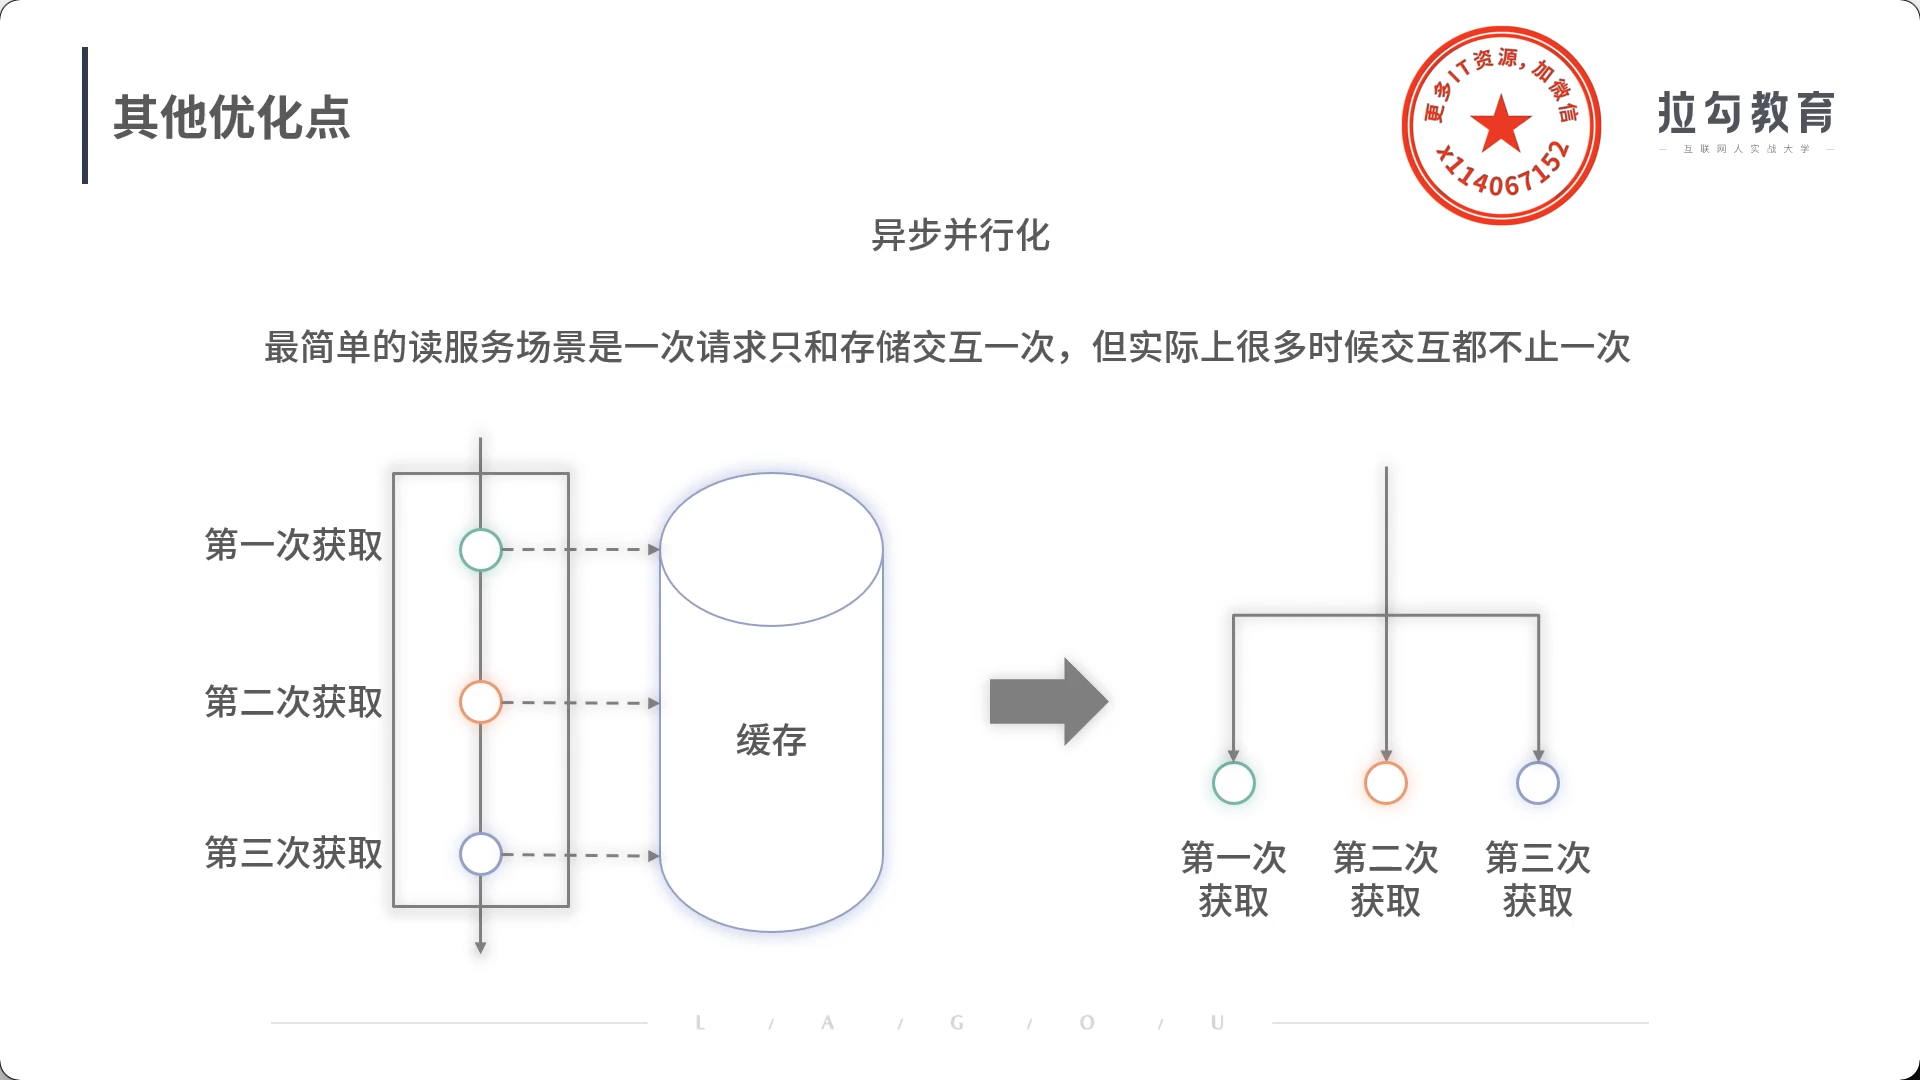 其他优化点
更多IT资源，加微信
x114067152
拉勾教育
— 互联网人实战大学 —
异步并行化
最简单的读服务场景是一次请求只和存储交互一次，但实际上很多时候交互都不止一次
第一次获取
第二次获取
第三次获取
缓存
第一次
获取
第二次
获取
第三次
获取
L / A / G / O / U